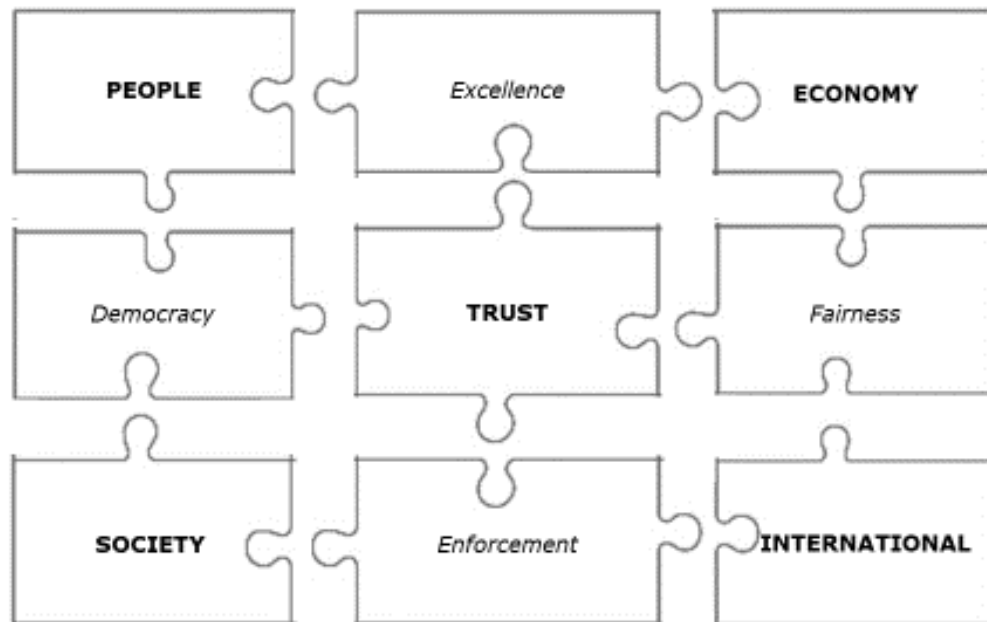 PEOPLE
Excellence
ECONOMY
Democracy
TRUST
Fairness
SOCIETY
Enforcement
INTERNATIONAL